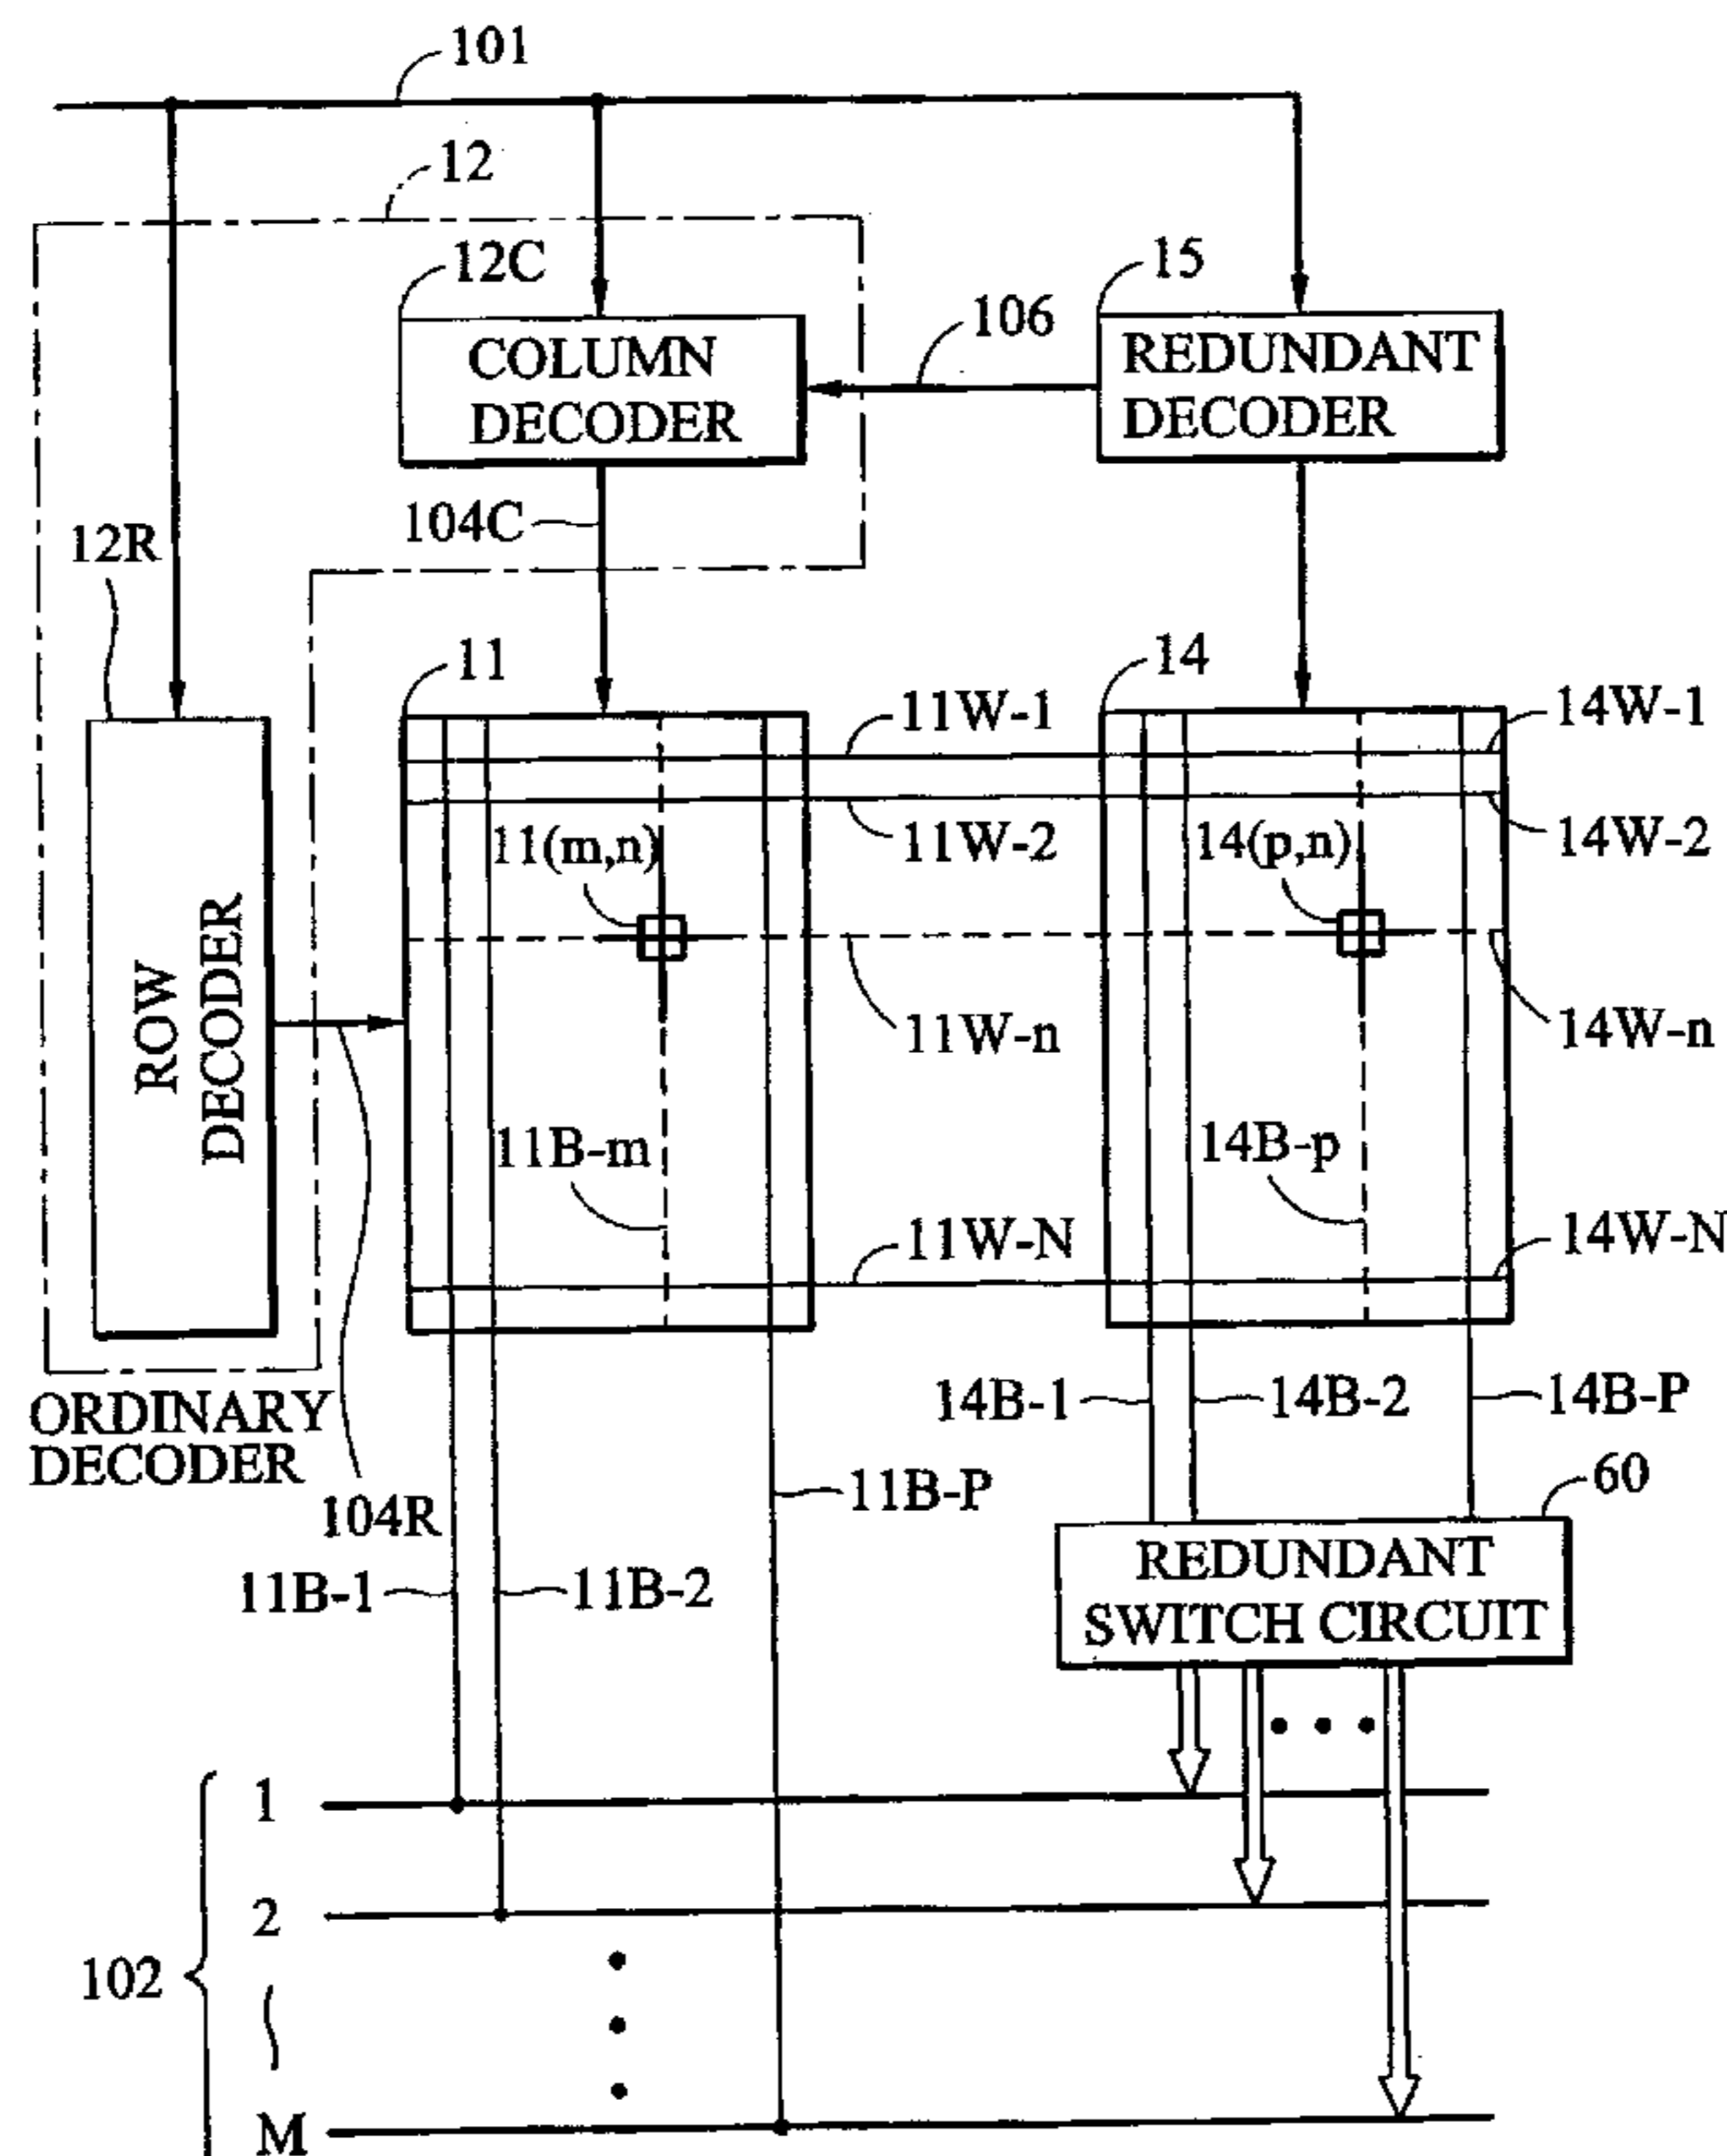 101
12
12C
15
106
COLUMN
DECODER
REDUNDANT
DECODER
104C
12R
11
14
11W-1
14W-1
11W-2
14W-2
11(m,n)
14(p,n)
ROW
DECODER
11W-n
14W-n
11B-m
14B-p
11W-N
14W-N
ORDINARY
DECODER
14B-1
14B-2
14B-P
104R
11B-P
60
REDUNDANT
SWITCH CIRCUIT
11B-1
11B-2
1
2
102
M